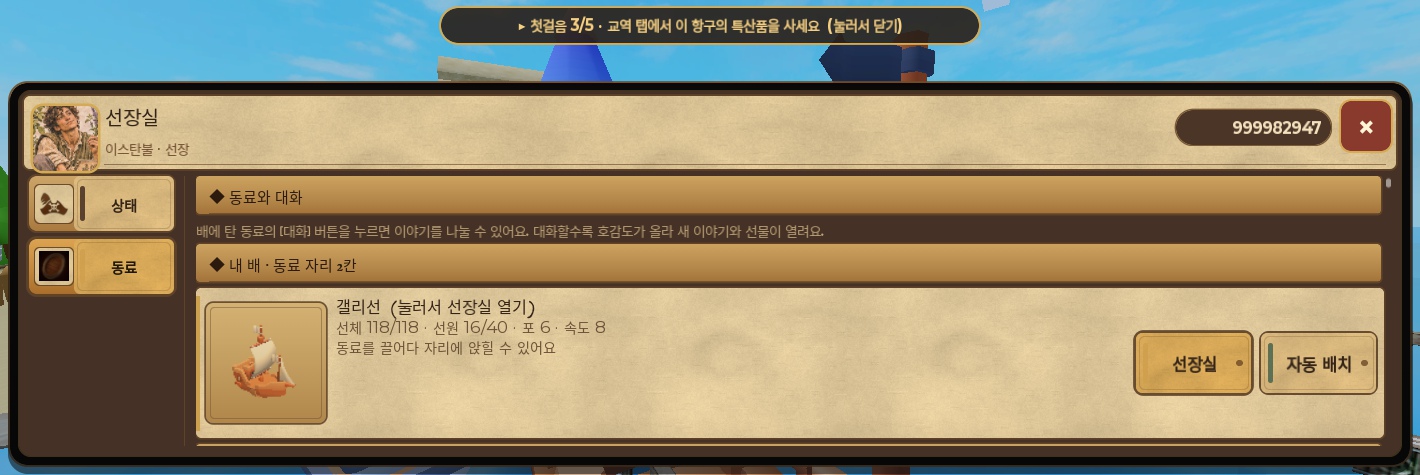 ▸ 첫걸음 3/5 · 교역 탭에서 이 항구의 특산품을 사세요 (눌러서 닫기)
선장실
이스탄불 · 선장
999982947
×
상태
동료
◆ 동료와 대화
배에 탄 동료의 [대화] 버튼을 누르면 이야기를 나눌 수 있어요. 대화할수록 호감도가 올라 새 이야기와 선물이 열려요.
◆ 내 배 · 동료 자리 2칸
갤리선 (눌러서 선장실 열기)
선체 118/118 · 선원 16/40 · 포 6 · 속도 8
동료를 끌어다 자리에 앉힐 수 있어요
선장실
자동 배치